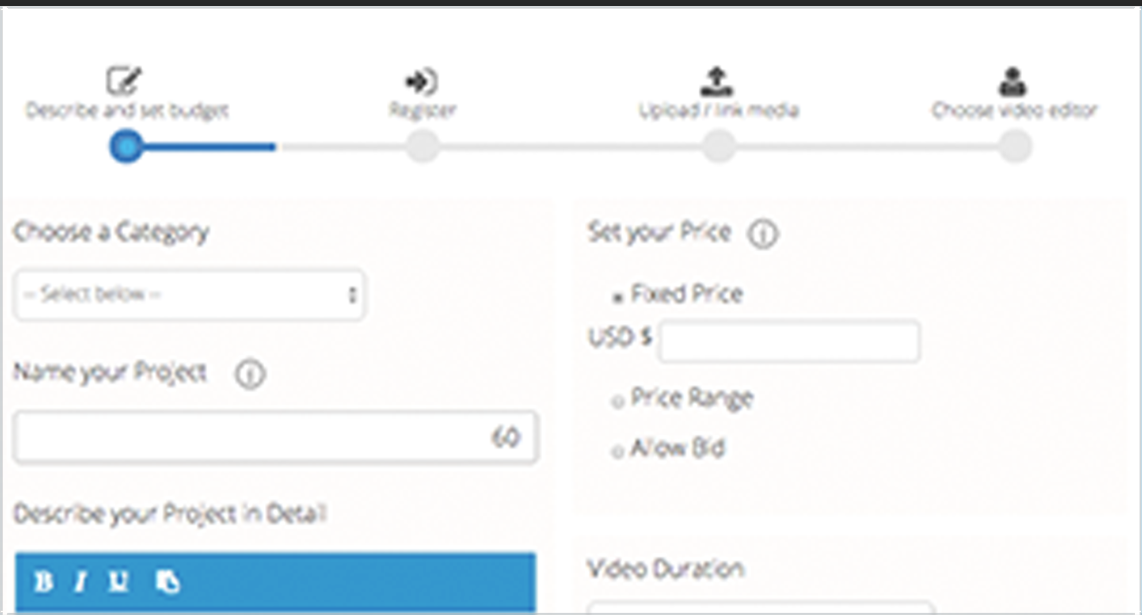 Describe and set budget
Register
Upload / link media
Choose video editor
Choose a Category
-- Select below --
Name your Project
60
Describe your Project in Detail
B I U
Set your Price
Fixed Price
USD $
Price Range
Allow Bid
Video Duration